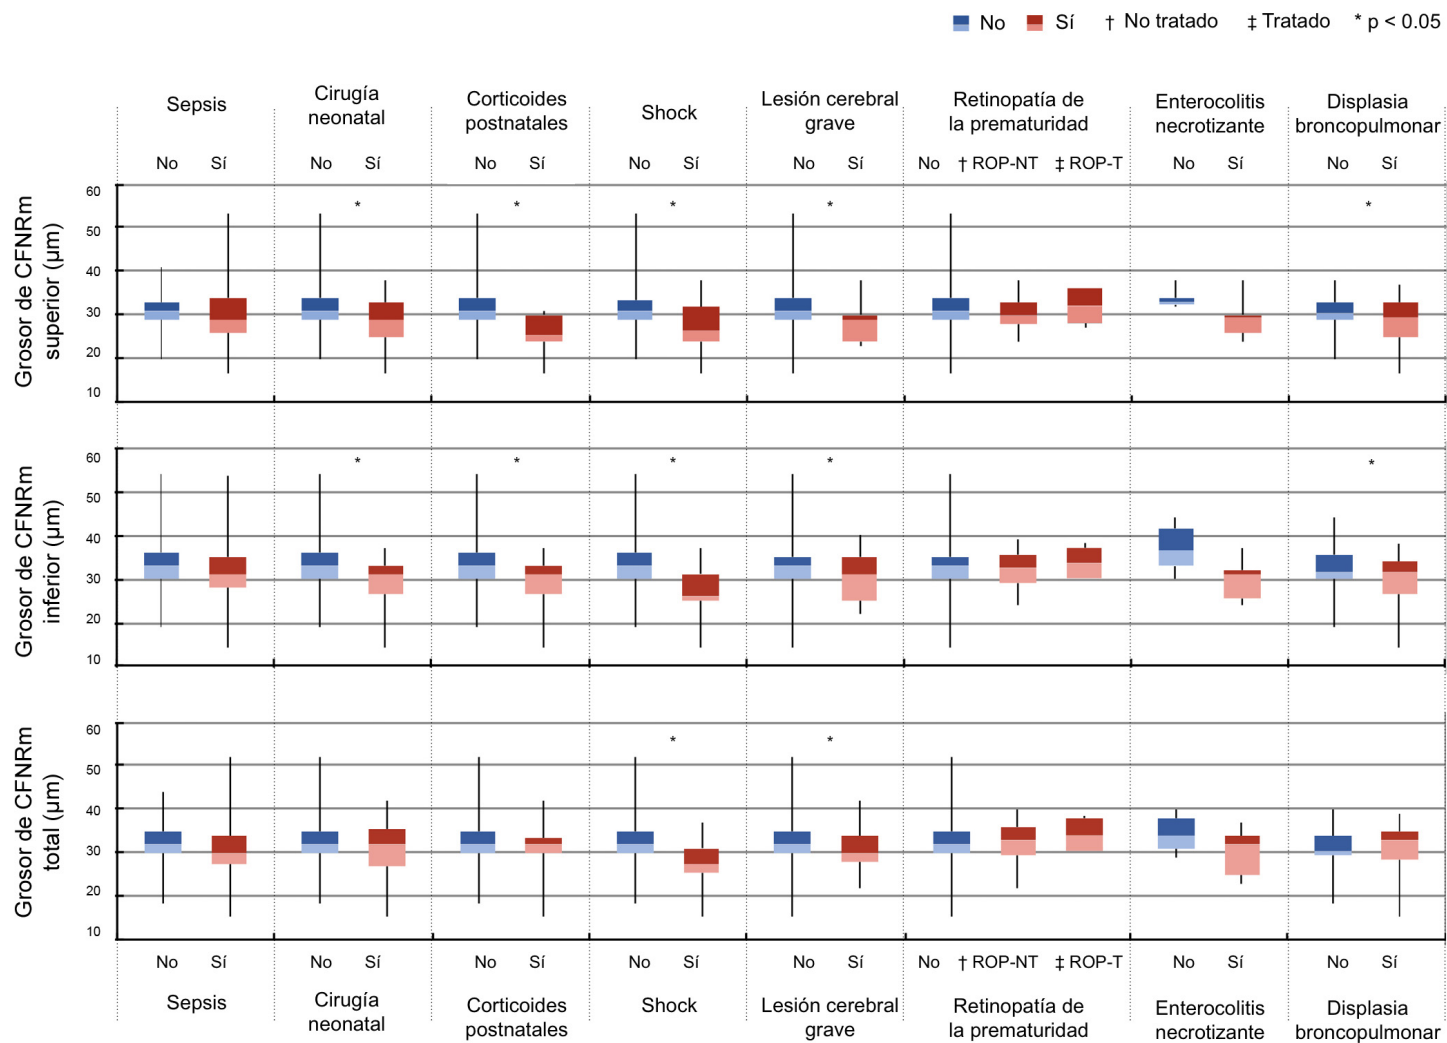 No Sí † No tratado ‡ Tratado * p < 0.05
Sepsis
Cirugía
neonatal
Corticoides
postnatales
Shock
Lesión cerebral
grave
Retinopatía de
la prematuridad
Enterocolitis
necrotizante
Displasia
broncopulmonar
No Sí No Sí No Sí No Sí No Sí No † ROP-NT ‡ ROP-T No Sí No Sí
Grosor de CFNRm
superior (μm)
60
50
40
30
20
10
* * * * *
Grosor de CFNRm
inferior (μm)
60
50
40
30
20
10
* * * * *
Grosor de CFNRm
total (μm)
60
50
40
30
20
10
* *
No Sí No Sí No Sí No Sí No Sí No † ROP-NT ‡ ROP-T No Sí No Sí
Sepsis
Cirugía
neonatal
Corticoides
postnatales
Shock
Lesión cerebral
grave
Retinopatía de
la prematuridad
Enterocolitis
necrotizante
Displasia
broncopulmonar